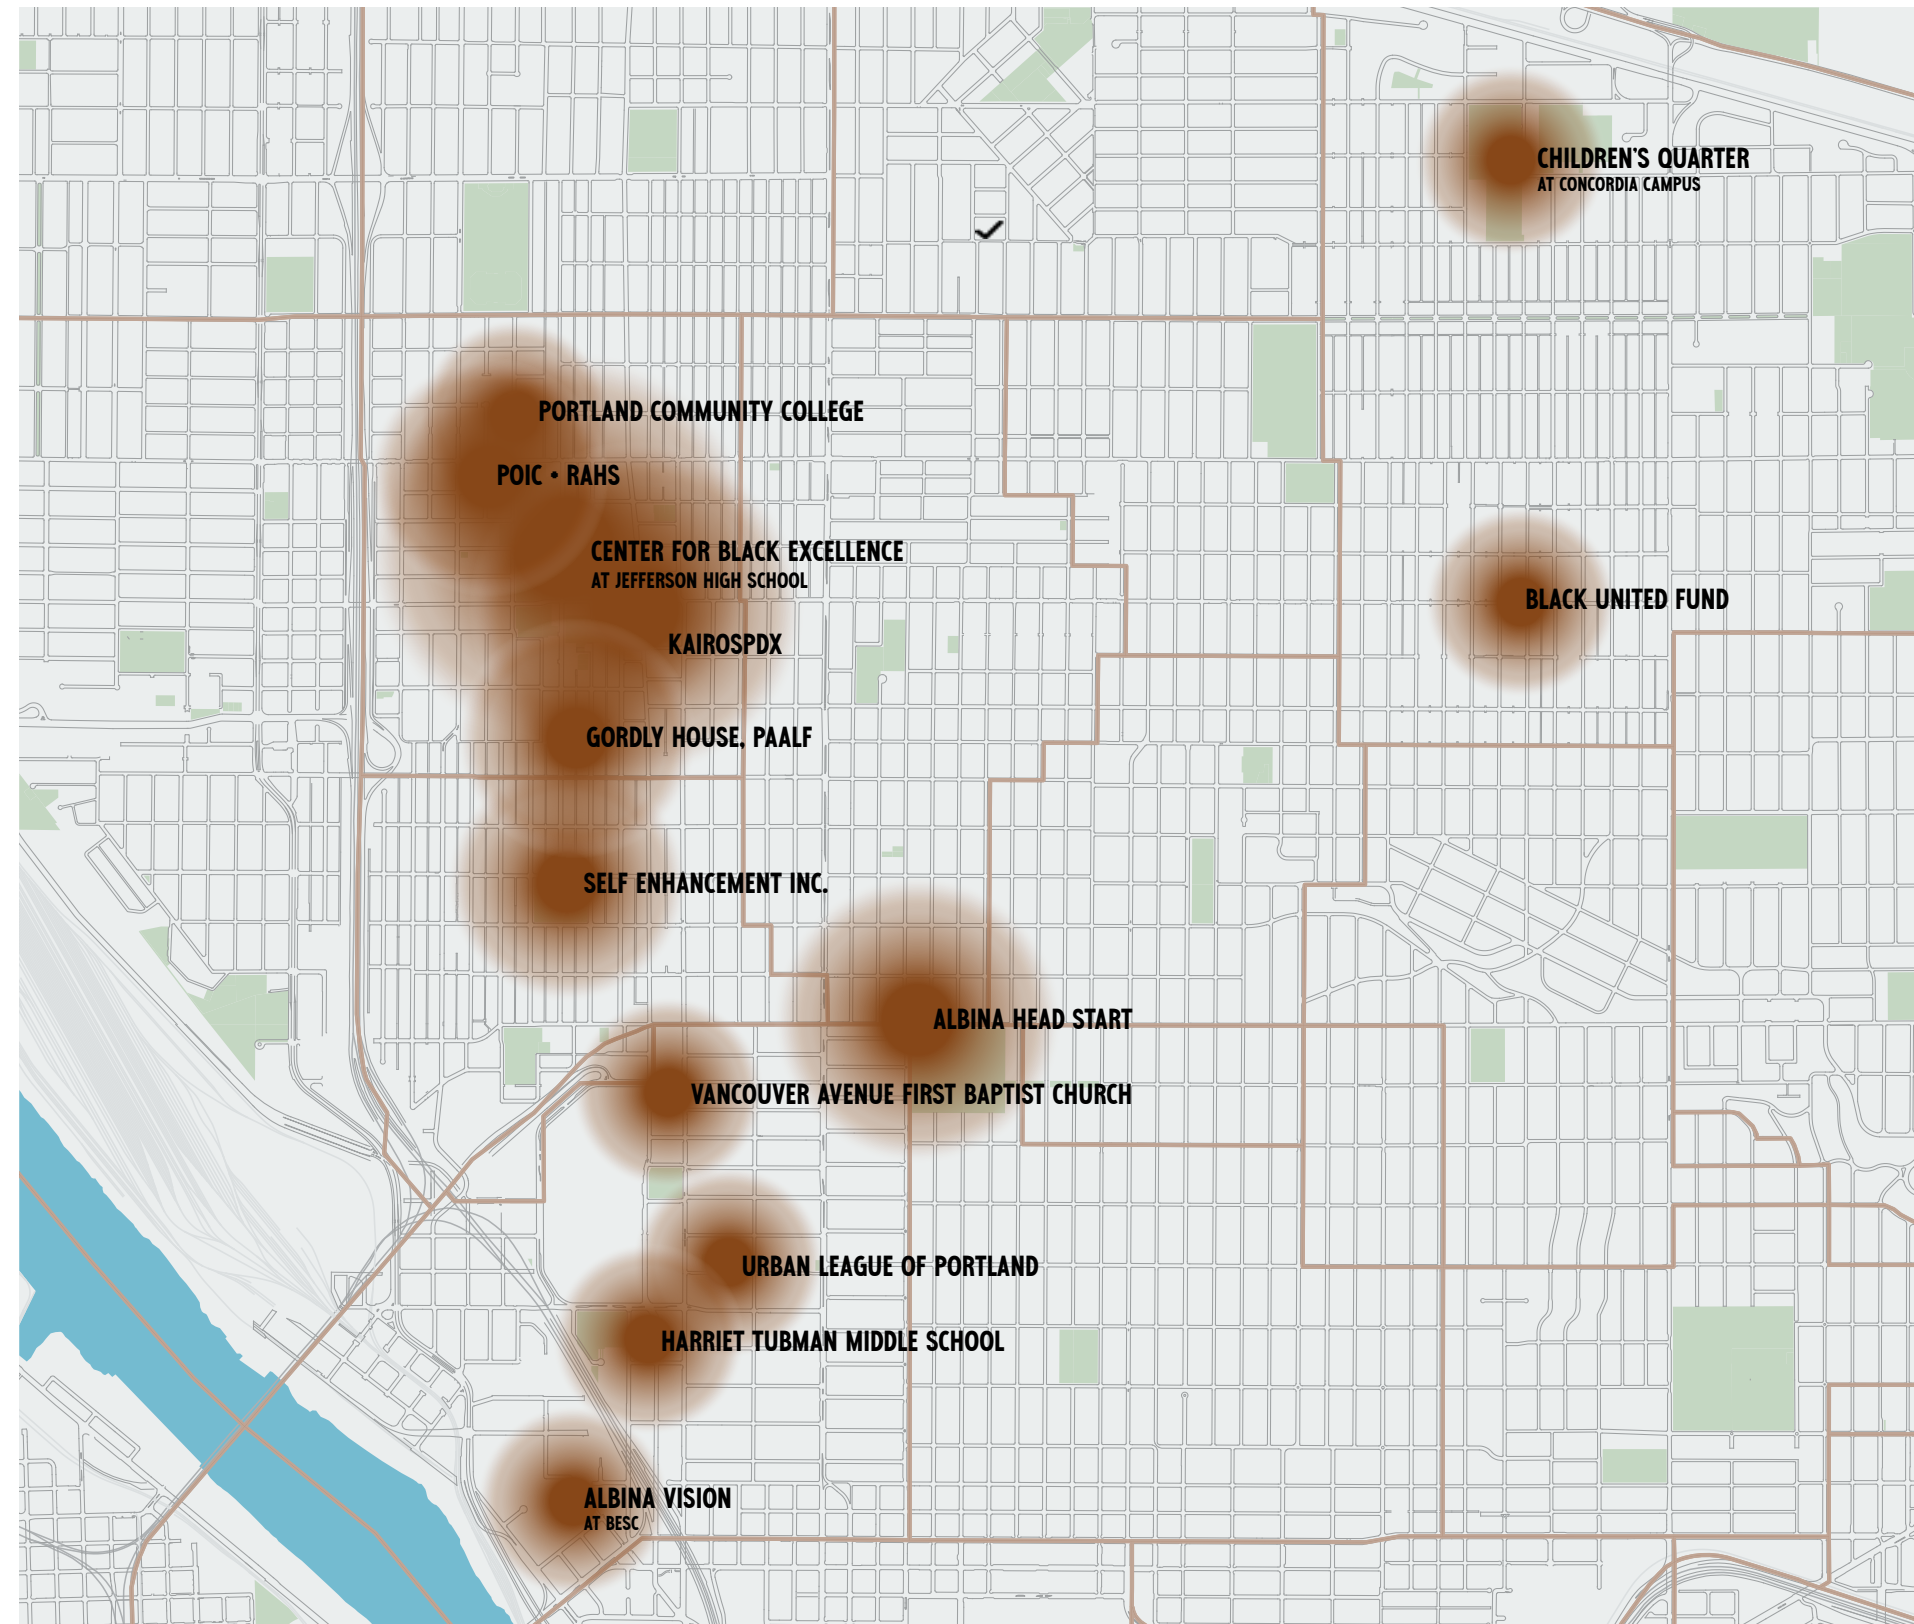 CHILDREN'S QUARTER
AT CONCORDIA CAMPUS
PORTLAND COMMUNITY COLLEGE
POIC • RAHS
CENTER FOR BLACK EXCELLENCE
AT JEFFERSON HIGH SCHOOL
BLACK UNITED FUND
KAIROSPDX
GORDLY HOUSE, PAALF
SELF ENHANCEMENT INC.
ALBINA HEAD START
VANCOUVER AVENUE FIRST BAPTIST CHURCH
URBAN LEAGUE OF PORTLAND
HARRIET TUBMAN MIDDLE SCHOOL
ALBINA VISION
AT BESC